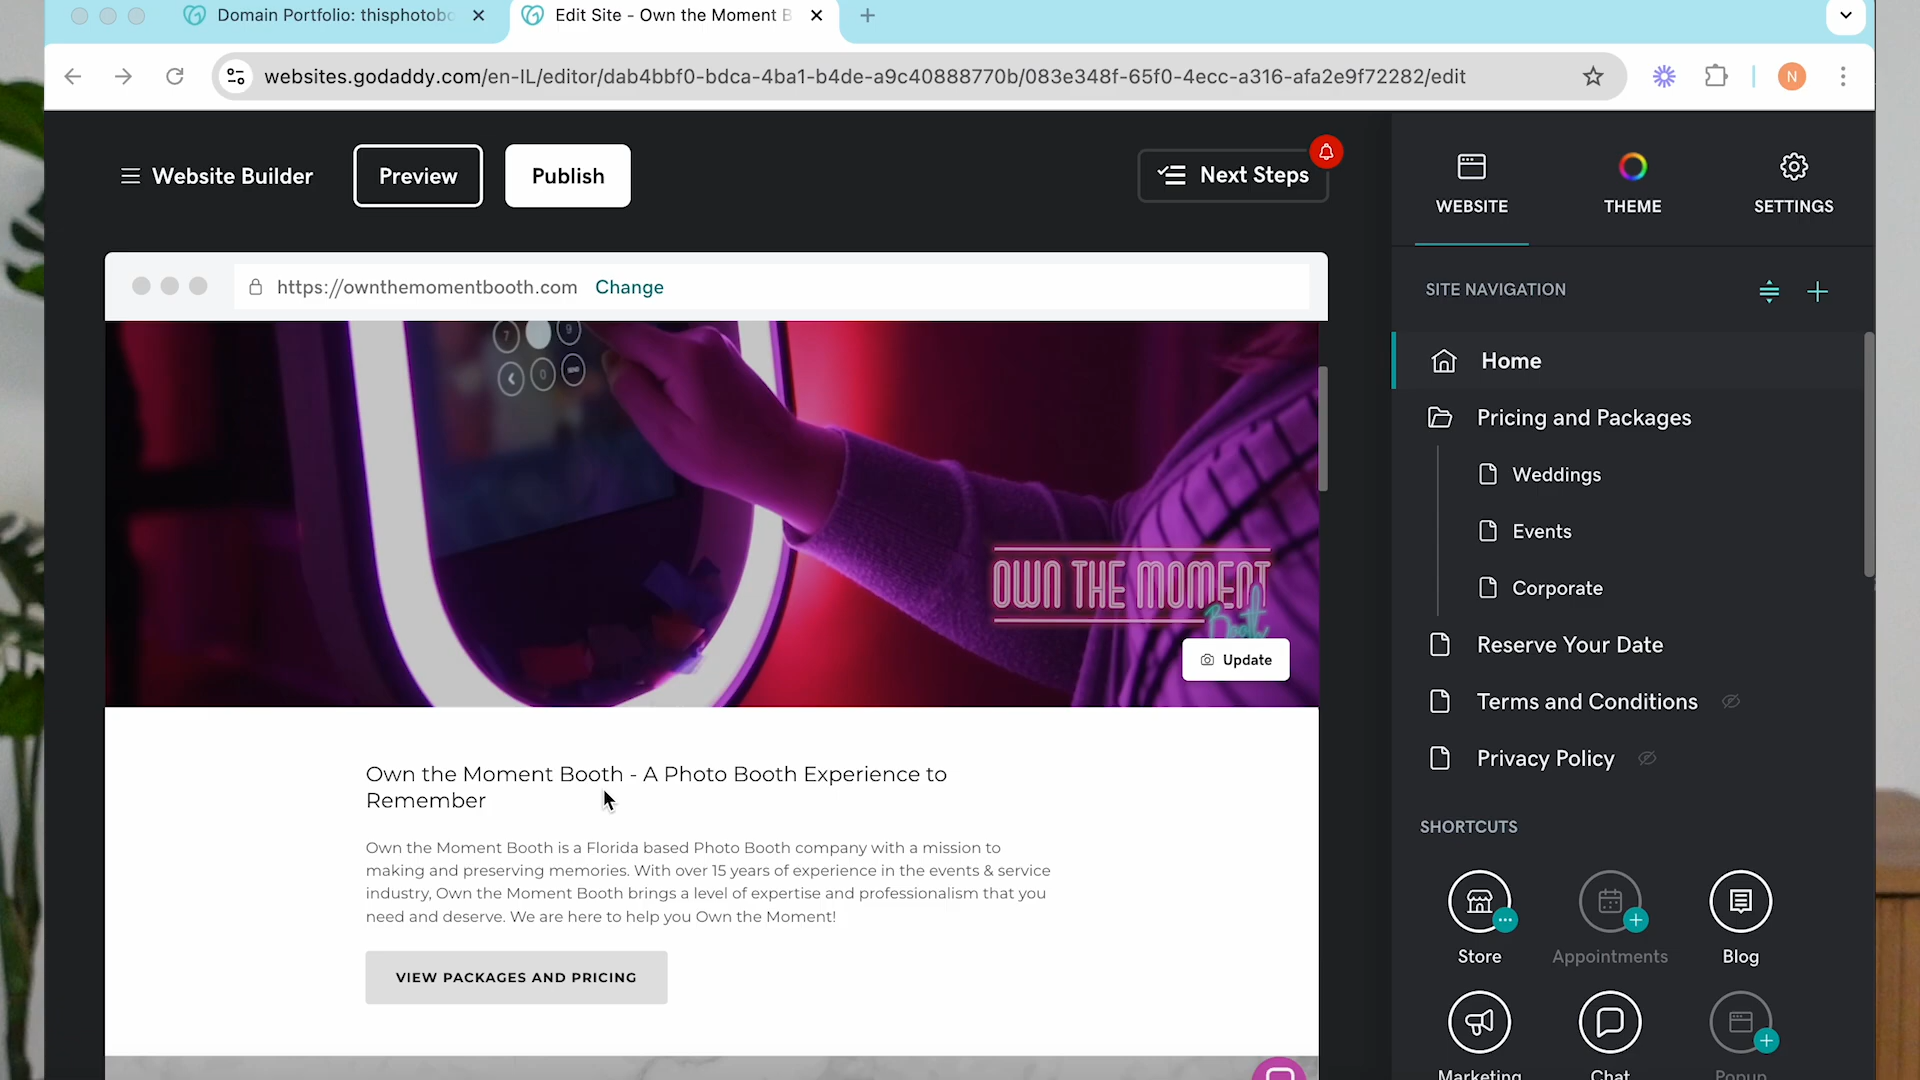 Domain Portfolio: thisphotobo
Edit Site - Own the Moment B
websites.godaddy.com/en-IL/editor/dab4bbf0-bdca-4ba1-b4de-a9c40888770b/083e348f-65f0-4ecc-a316-afa2e9f72282/edit
N
Website Builder
Preview
Publish
Next Steps
WEBSITE
THEME
SETTINGS
https://ownthemomentbooth.com Change
7
9
0
OWN THE MOMENT
Booth
Update
Own the Moment Booth - A Photo Booth Experience to
Remember
Own the Moment Booth is a Florida based Photo Booth company with a mission to
making and preserving memories. With over 15 years of experience in the events & service
industry, Own the Moment Booth brings a level of expertise and professionalism that you
need and deserve. We are here to help you Own the Moment!
VIEW PACKAGES AND PRICING
SITE NAVIGATION
Home
Pricing and Packages
Weddings
Events
Corporate
Reserve Your Date
Terms and Conditions
Privacy Policy
SHORTCUTS
Store
Appointments
Blog
Marketing
Chat
Popup